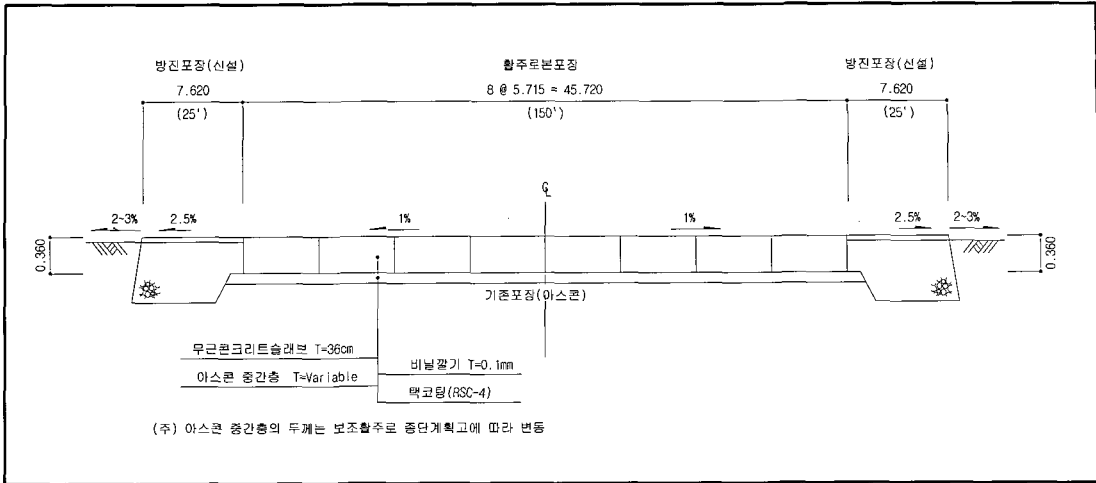 방진포장(신설)
활주로본포장
방진포장(신설)
7.620
8 @ 5.715 = 45.720
7.620
(25')
(150')
(25')
℄
2~3%
2.5%
1%
1%
2.5%
2~3%
0.360
0.360
기존포장(아스콘)
무근콘크리트슬래브 T=36cm
비닐깔기 T=0.1mm
아스콘 중간층 T=Variable
택코팅(RSC-4)
(주) 아스콘 중간층의 두께는 보조활주로 종단계획고에 따라 변동